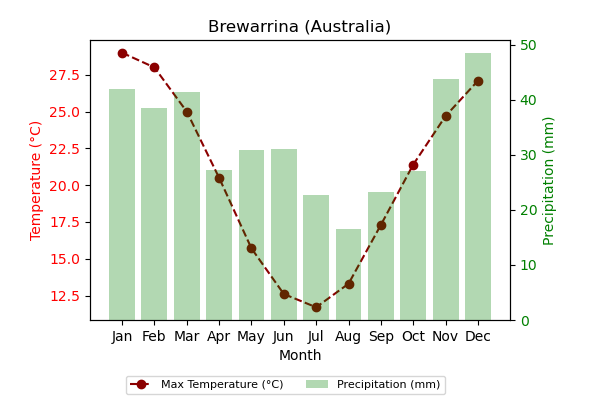 Brewarrina (Australia)
27.5
25.0
22.5
20.0
17.5
15.0
12.5
Temperature (°C)
50
40
30
20
10
0
Precipitation (mm)
Jan Feb Mar Apr May Jun Jul Aug Sep Oct Nov Dec
Month
Max Temperature (°C) Precipitation (mm)